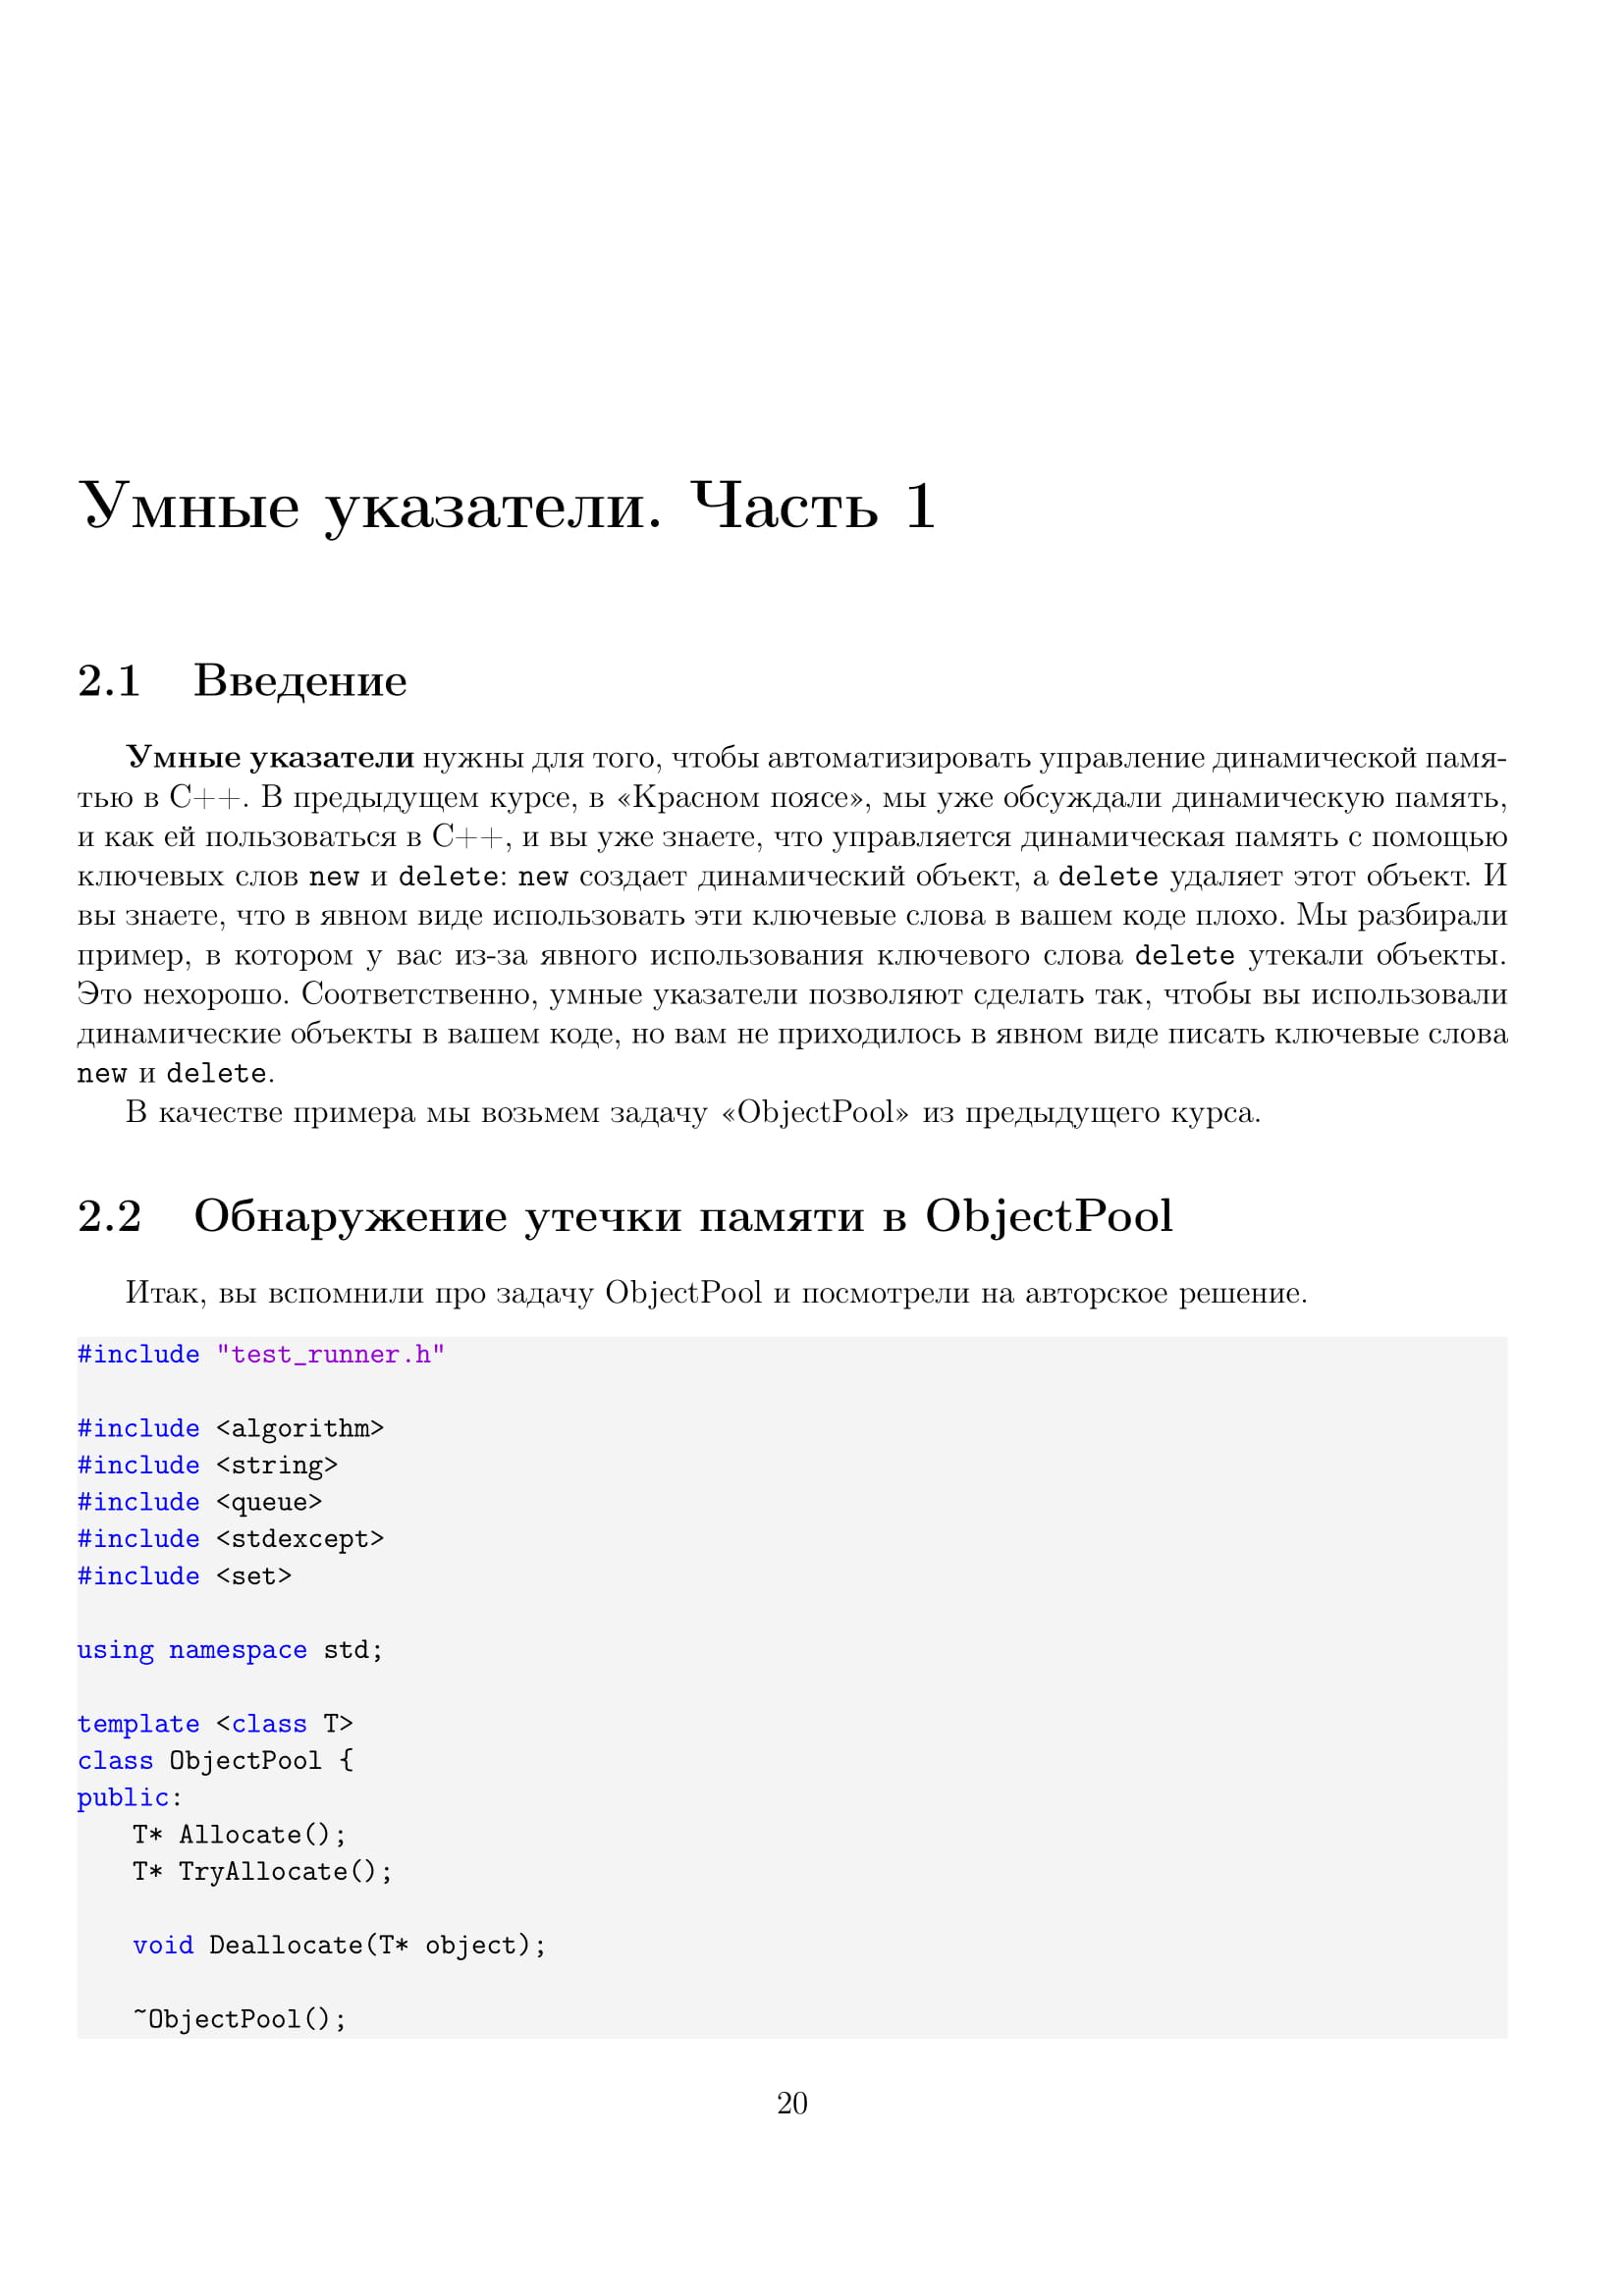 Умные указатели. Часть 1
2.1 Введение
Умные указатели нужны для того, чтобы автоматизировать управление динамической памя-
тью в C++. В предыдущем курсе, в «Красном поясе», мы уже обсуждали динамическую память,
и как ей пользоваться в C++, и вы уже знаете, что управляется динамическая память с помощью
ключевых слов new и delete: new создает динамический объект, а delete удаляет этот объект. И
вы знаете, что в явном виде использовать эти ключевые слова в вашем коде плохо. Мы разбирали
пример, в котором у вас из-за явного использования ключевого слова delete утекали объекты.
Это нехорошо. Соответственно, умные указатели позволяют сделать так, чтобы вы использовали
динамические объекты в вашем коде, но вам не приходилось в явном виде писать ключевые слова
new и delete.
В качестве примера мы возьмем задачу «ObjectPool» из предыдущего курса.
2.2 Обнаружение утечки памяти в ObjectPool
Итак, вы вспомнили про задачу ObjectPool и посмотрели на авторское решение.
#include "test_runner.h"
#include <algorithm>
#include <string>
#include <queue>
#include <stdexcept>
#include <set>
using namespace std;
template <class T>
class ObjectPool {
public:
T* Allocate();
T* TryAllocate();
void Deallocate(T* object);
~ObjectPool();
20